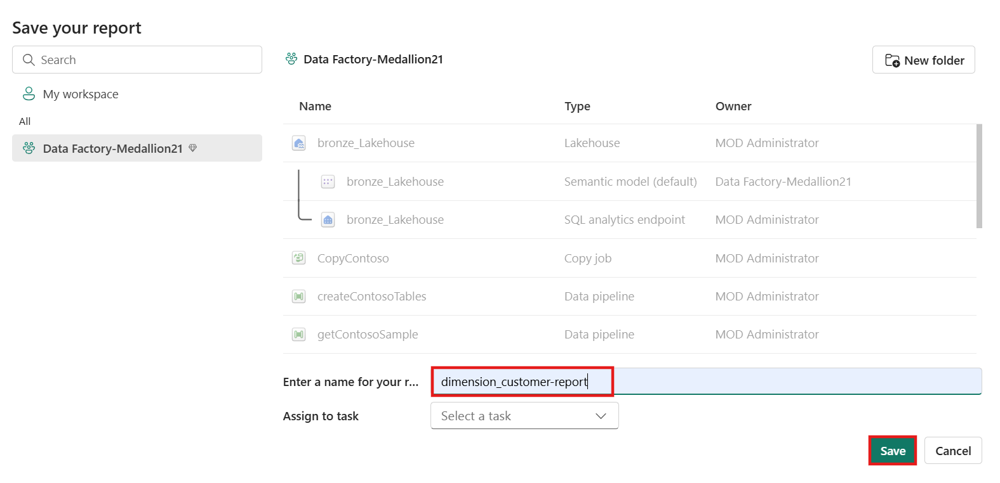 Save your report
Search
My workspace
All
Data Factory-Medallion21
Data Factory-Medallion21
New folder
Name Type Owner
bronze_Lakehouse Lakehouse MOD Administrator
bronze_Lakehouse Semantic model (default) Data Factory-Medallion21
bronze_Lakehouse SQL analytics endpoint MOD Administrator
CopyContoso Copy job MOD Administrator
createContosoTables Data pipeline MOD Administrator
getContosoSample Data pipeline MOD Administrator
Enter a name for your r... dimension_customer-report
Assign to task Select a task
Save Cancel